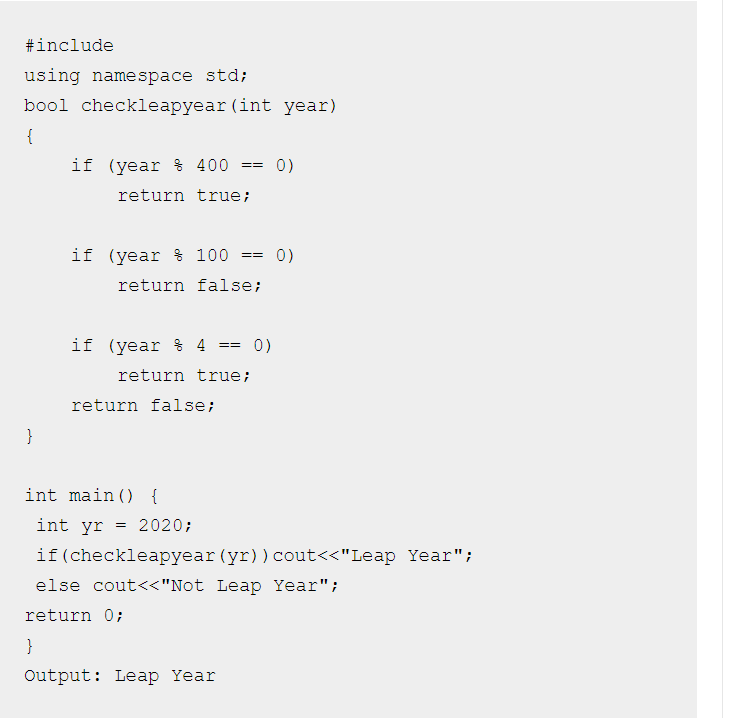 #include
using namespace std;
bool checkleapyear(int year)
{
    if (year % 400 == 0)
        return true;

    if (year % 100 == 0)
        return false;

    if (year % 4 == 0)
        return true;
    return false;
}

int main() {
 int yr = 2020;
 if(checkleapyear(yr))cout<<"Leap Year";
 else cout<<"Not Leap Year";
return 0;
}
Output: Leap Year